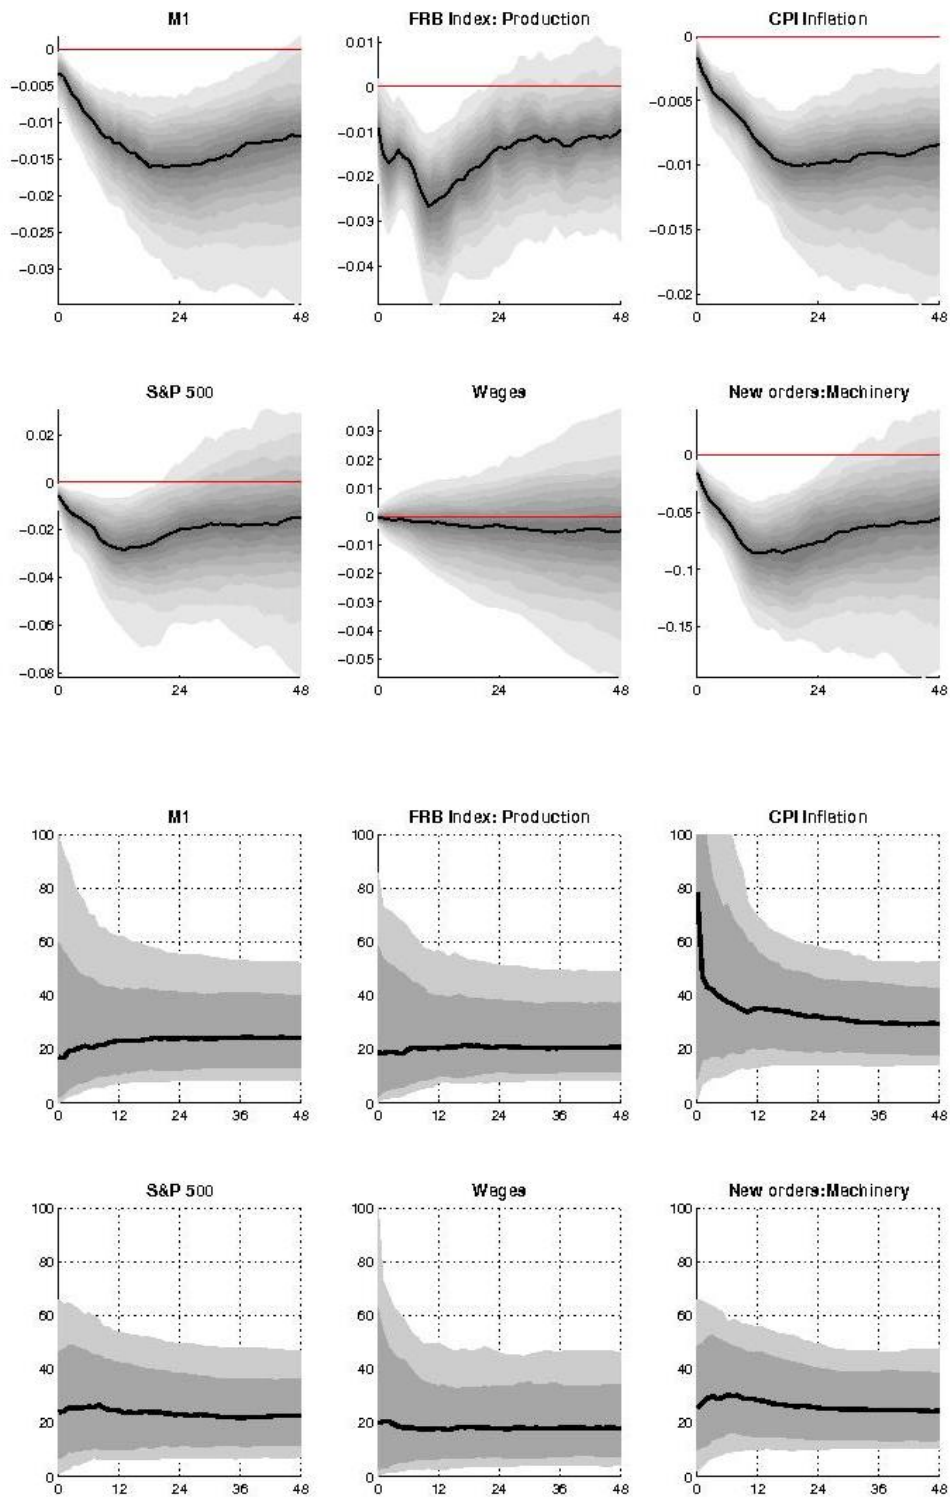 M1 FRB Index: Production CPI Inflation
0 0.01 0
−0.005 0 −0.005
−0.01 −0.01
−0.015 −0.02 −0.01
−0.02 −0.03 −0.015
−0.025 −0.04
−0.03 −0.02
0 24 48 0 24 48 0 24 48
S&P 500 Wages New orders:Machinery
0.02 0.03 0
0 0.02 −0.05
−0.02 0.01 −0.1
−0.04 0 −0.15
−0.06 −0.01
−0.08 −0.02
−0.03
−0.04
−0.05
0 24 48 0 24 48 0 24 48
M1 FRB Index: Production CPI Inflation
100 100 100
80 80 80
60 60 60
40 40 40
20 20 20
0 0 0
0 12 24 36 48 0 12 24 36 48 0 12 24 36 48
S&P 500 Wages New orders:Machinery
100 100 100
80 80 80
60 60 60
40 40 40
20 20 20
0 0 0
0 12 24 36 48 0 12 24 36 48 0 12 24 36 48